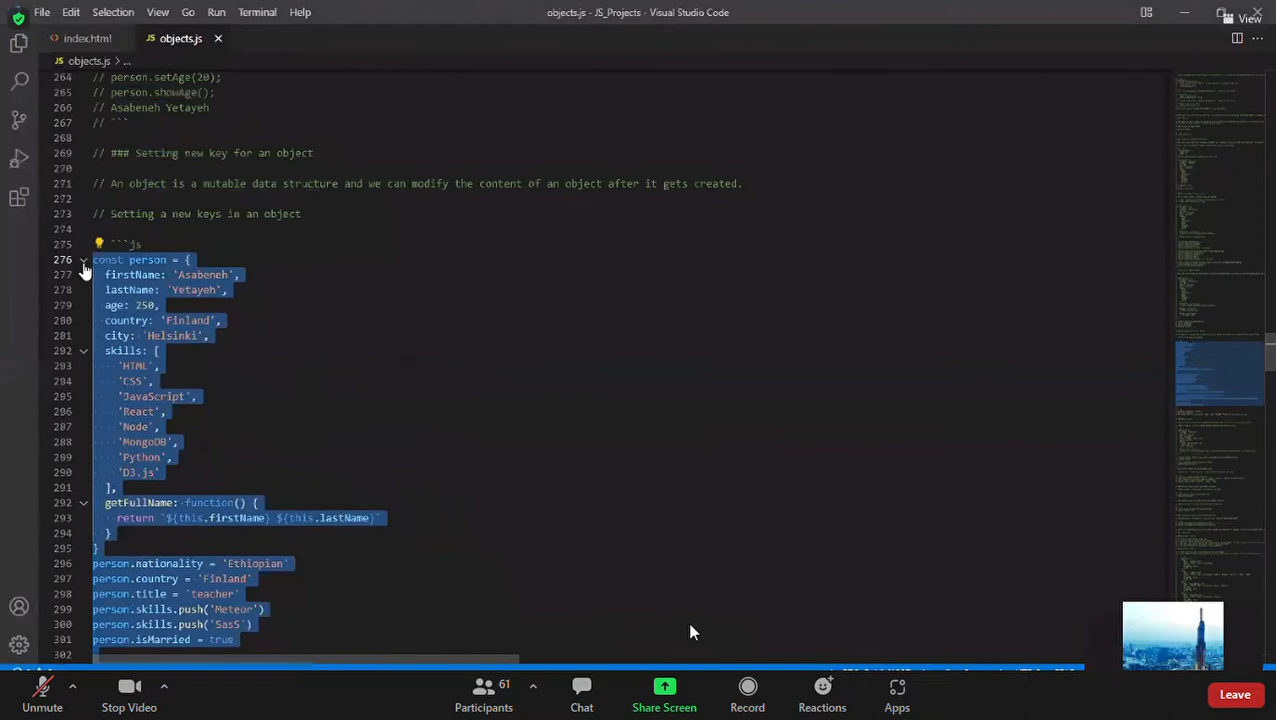 File Edit Selection View Go Run Terminal Help
objects.js - JS_Projects - Visual Studio Code
View
index.html
objects.js
objects.js > ...
264 // person.setAge(20);
265 // person.showAge();
266 // Asabeneh Yetayeh
267 // ```
268
269 // ### Setting new keys for an object
270
271 // An object is a mutable data structure and we can modify the content of an object after it gets created.
272
273 // Setting a new keys in an object
274
275 // ```js
276 const person = {
277 firstName: 'Asabeneh',
278 lastName: 'Yetayeh',
279 age: 250,
280 country: 'Finland',
281 city: 'Helsinki',
282 skills: [
283 'HTML',
284 'CSS',
285 'JavaScript',
286 'React',
287 'Node',
288 'MongoDB',
289 'Python',
290 'D3.js'
291 ],
292 getFullName: function() {
293 return `${this.firstName} ${this.lastName}`
294 }
295 }
296 person.nationality = 'Ethiopian'
297 person.country = 'Finland'
298 person.title = 'teacher'
299 person.skills.push('Meteor')
300 person.skills.push('SasS')
301 person.isMarried = true
302
Unmute
Stop Video
Participants
Chat
Share Screen
Record
Reactions
Apps
Leave